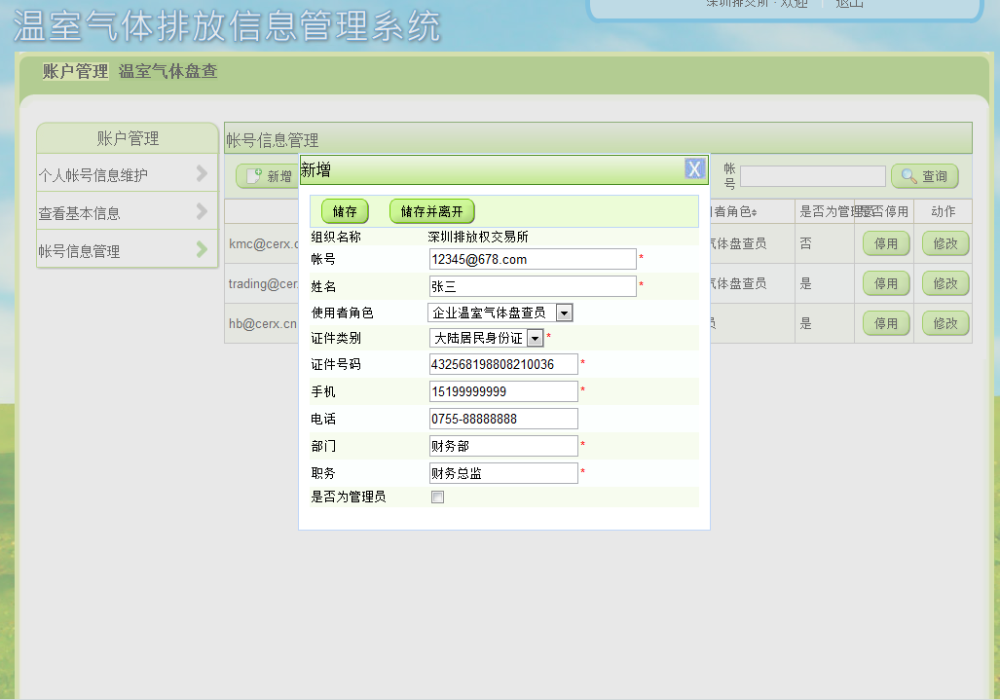 温室气体排放信息管理系统
深圳排交所 · 欢迎 | 退出
账户管理 温室气体盘查
账户管理
个人帐号信息维护
查看基本信息
帐号信息管理
帐号信息管理
新增
帐号
查询
者角色
是否为管理员
是否停用
动作
kmc@cerx.c
气体盘查员
否
停用
修改
trading@cer
气体盘查员
是
停用
修改
hb@cerx.cn
员
是
停用
修改
新增
X
储存 储存并离开
组织名称 深圳排放权交易所
帐号 12345@678.com *
姓名 张三 *
使用者角色 企业温室气体盘查员
证件类别 大陆居民身份证 *
证件号码 432568198808210036 *
手机 15199999999 *
电话 0755-88888888
部门 财务部 *
职务 财务总监 *
是否为管理员